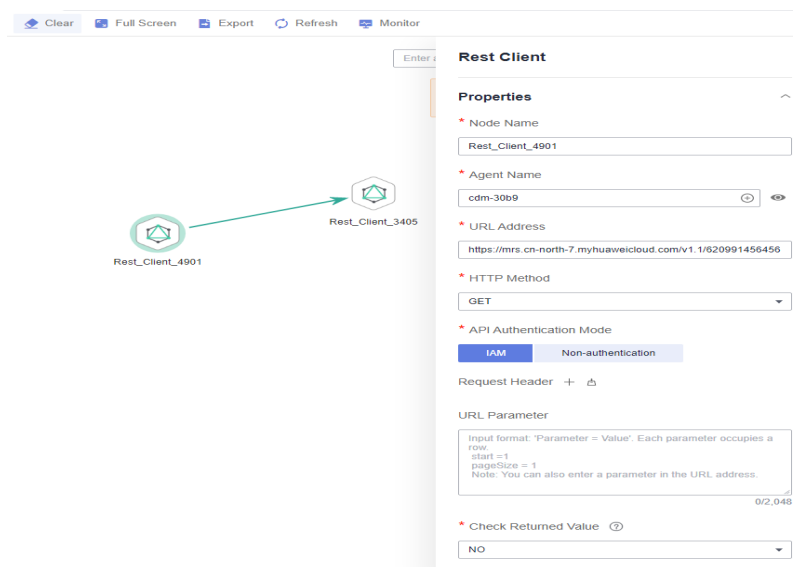 Clear Full Screen Export Refresh Monitor
Enter
Rest_Client_4901
Rest_Client_3405
Rest Client
Properties
* Node Name
Rest_Client_4901
* Agent Name
cdm-30b9
* URL Address
https://mrs.cn-north-7.myhuaweicloud.com/v1.1/620991456456
* HTTP Method
GET
* API Authentication Mode
IAM Non-authentication
Request Header
URL Parameter
Input format: 'Parameter = Value'. Each parameter occupies a
row.
start =1
pageSize = 1
Note: You can also enter a parameter in the URL address.
0/2,048
* Check Returned Value
NO